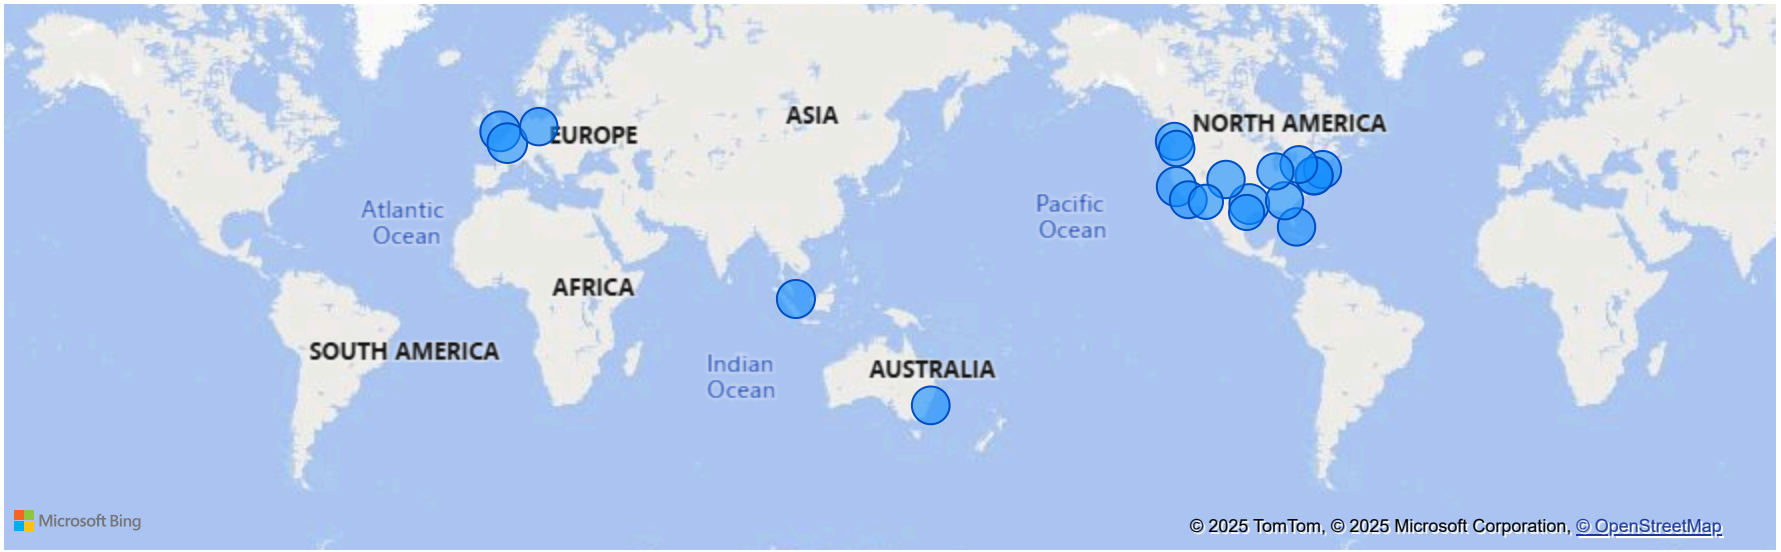 ASIA
NORTH AMERICA
EUROPE
Atlantic
Ocean
Pacific
Ocean
AFRICA
SOUTH AMERICA
Indian
Ocean
AUSTRALIA
Microsoft Bing
© 2025 TomTom, © 2025 Microsoft Corporation, © OpenStreetMap